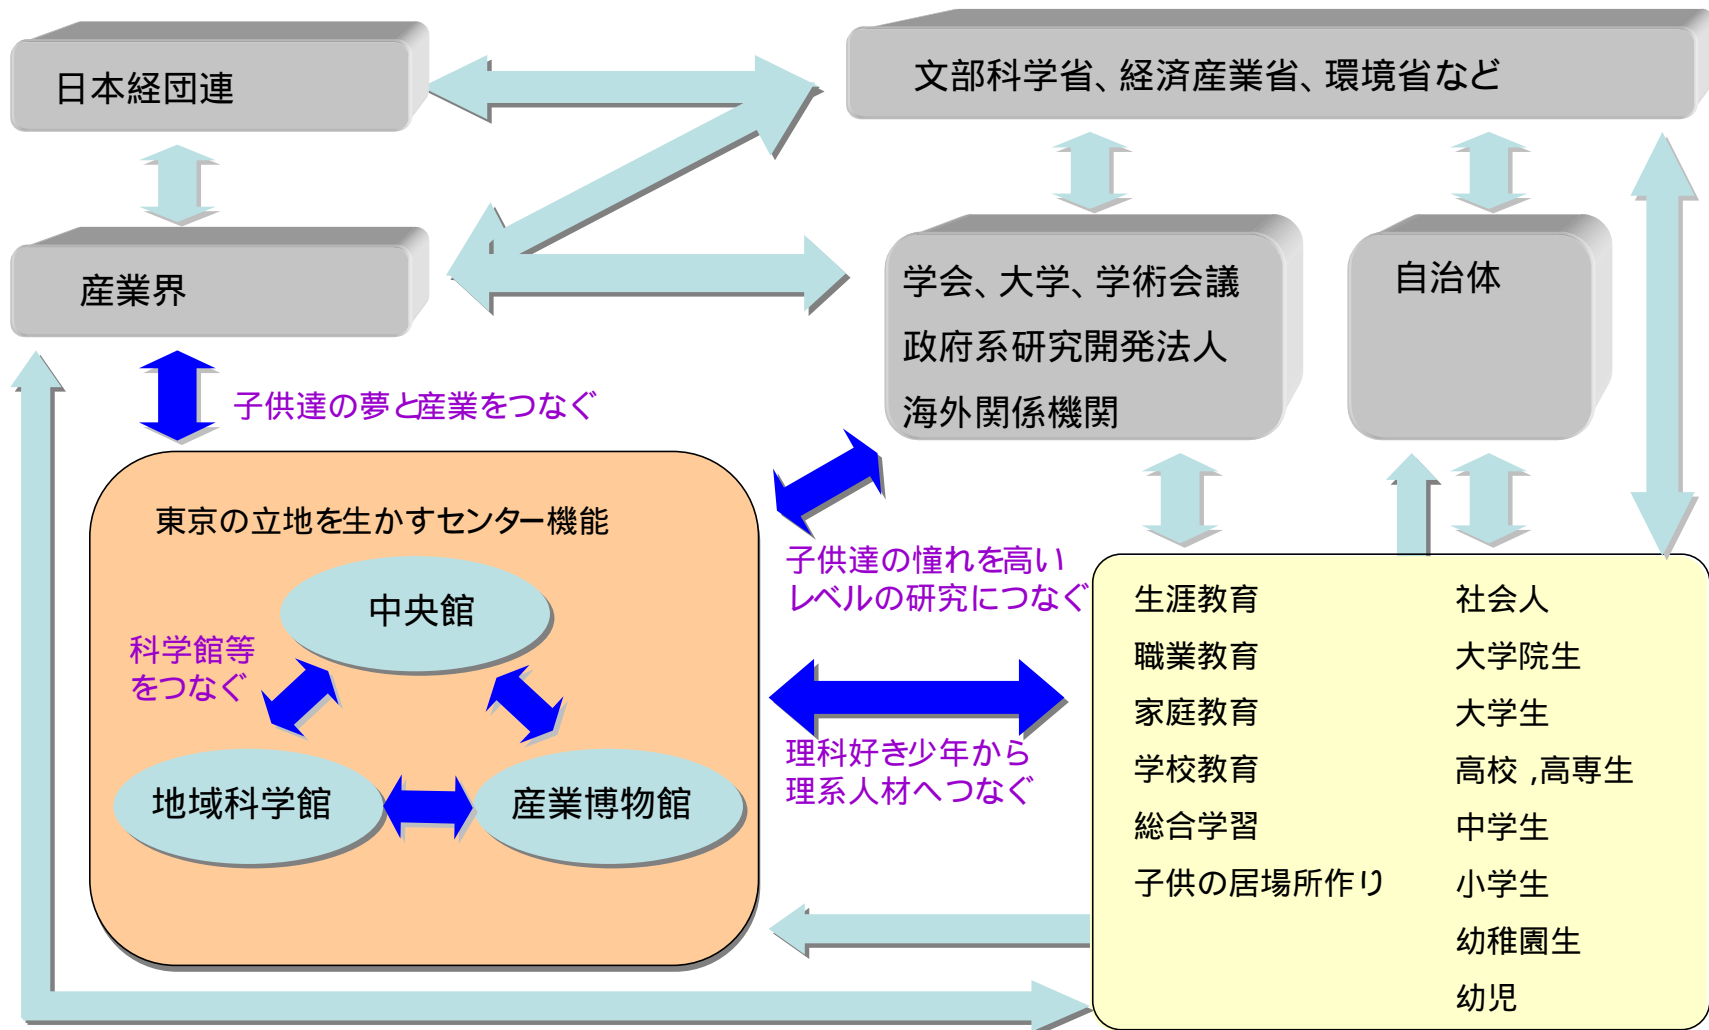 日本経団連
文部科学省、経済産業省、環境省など
産業界
学会、大学、学術会議
政府系研究開発法人
海外関係機関
自治体
子供達の夢と産業をつなぐ
東京の立地を生かすセンター機能
中央館
科学館等
をつなぐ
地域科学館
産業博物館
子供達の憧れを高い
レベルの研究につなぐ
理科好き少年から
理系人材へつなぐ
生涯教育
職業教育
家庭教育
学校教育
総合学習
子供の居場所作り
社会人
大学院生
大学生
高校,高専生
中学生
小学生
幼稚園生
幼児